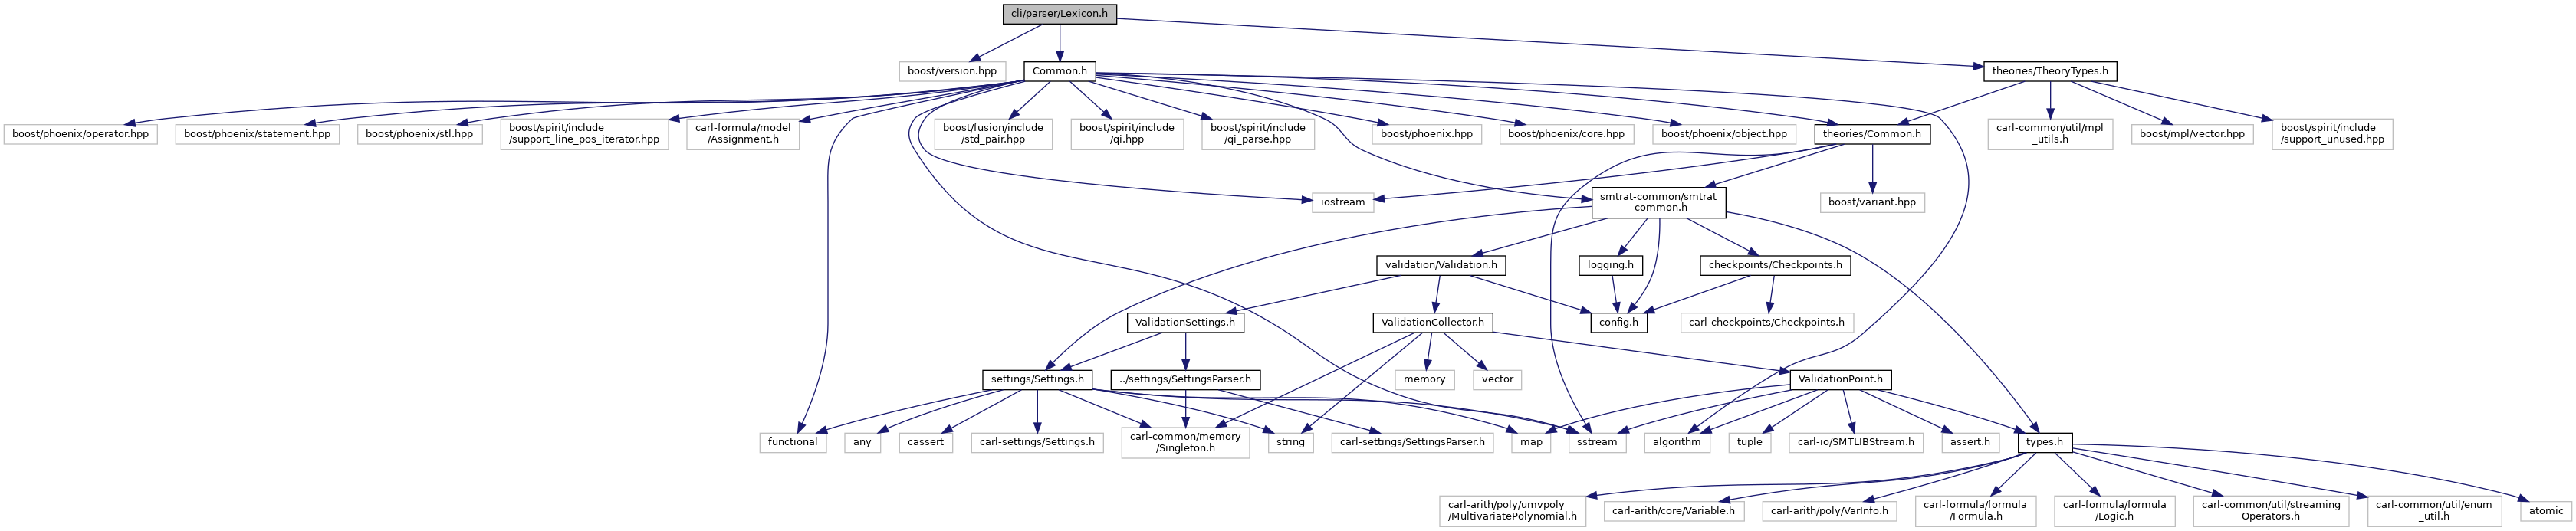 cli/parser/Lexicon.h
boost/version.hpp
Common.h
theories/TheoryTypes.h
boost/phoenix/operator.hpp
boost/phoenix/statement.hpp
boost/phoenix/stl.hpp
boost/spirit/include
/support_line_pos_iterator.hpp
carl-formula/model
/Assignment.h
boost/fusion/include
/std_pair.hpp
boost/spirit/include
/qi.hpp
boost/spirit/include
/qi_parse.hpp
boost/phoenix.hpp
boost/phoenix/core.hpp
boost/phoenix/object.hpp
theories/Common.h
carl-common/util/mpl
_utils.h
boost/mpl/vector.hpp
boost/spirit/include
/support_unused.hpp
iostream
smtrat-common/smtrat
-common.h
boost/variant.hpp
validation/Validation.h
logging.h
checkpoints/Checkpoints.h
ValidationSettings.h
ValidationCollector.h
config.h
carl-checkpoints/Checkpoints.h
settings/Settings.h
../settings/SettingsParser.h
memory
vector
ValidationPoint.h
functional
any
cassert
carl-settings/Settings.h
carl-common/memory
/Singleton.h
string
carl-settings/SettingsParser.h
map
sstream
algorithm
tuple
carl-io/SMTLIBStream.h
assert.h
types.h
carl-arith/poly/umvpoly
/MultivariatePolynomial.h
carl-arith/core/Variable.h
carl-arith/poly/VarInfo.h
carl-formula/formula
/Formula.h
carl-formula/formula
/Logic.h
carl-common/util/streaming
Operators.h
carl-common/util/enum
_util.h
atomic